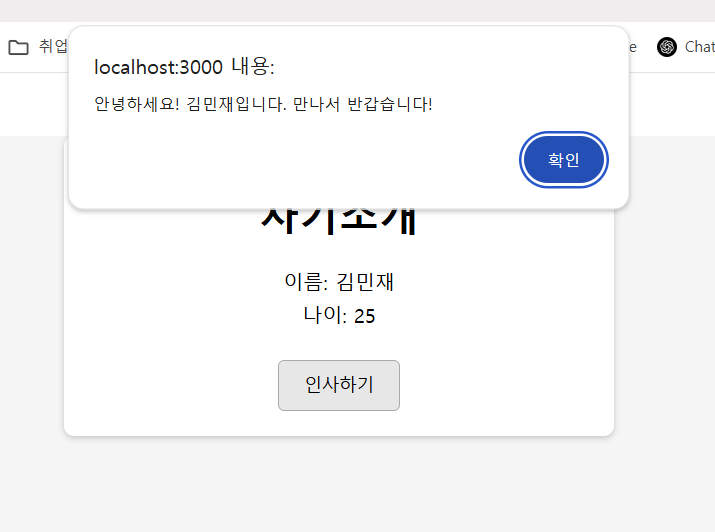 취업
e
Chat
localhost:3000 내용:
안녕하세요! 김민재입니다. 만나서 반갑습니다!
확인
자기소개
이름: 김민재
나이: 25
인사하기